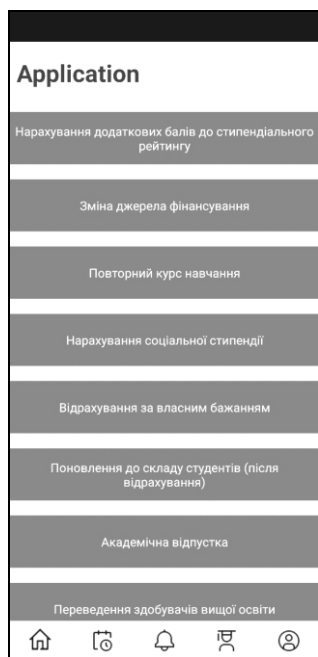 Application
Нарахування додаткових балів до стипендіального
рейтингу
Зміна джерела фінансування
Повторний курс навчання
Нарахування соціальної стипендії
Відрахування за власним бажанням
Поновлення до складу студентів (після
відрахування)
Академічна відпустка
Переведення здобувачів вищої освіти